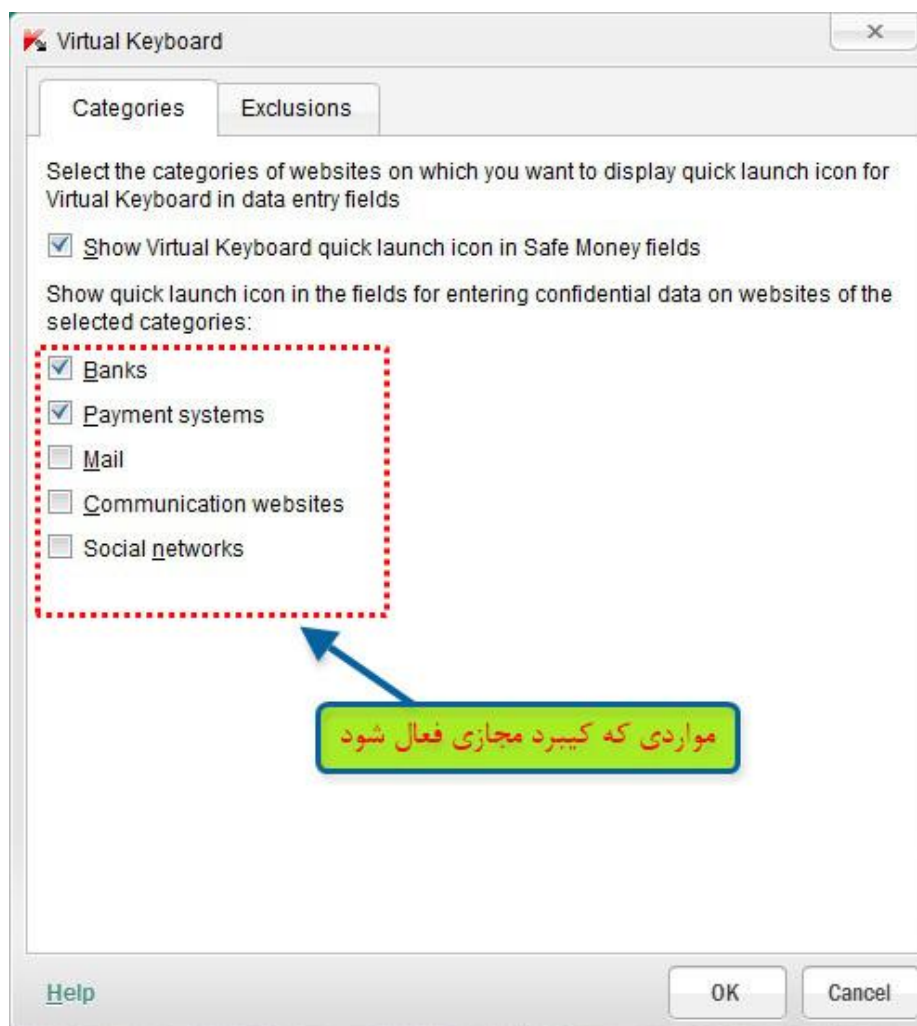 Virtual Keyboard
Categories Exclusions
Select the categories of websites on which you want to display quick launch icon for
Virtual Keyboard in data entry fields
Show Virtual Keyboard quick launch icon in Safe Money fields
Show quick launch icon in the fields for entering confidential data on websites of the
selected categories:
Banks
Payment systems
Mail
Communication websites
Social networks
مواردی که کیبرد مجازی فعال شود
Help OK Cancel